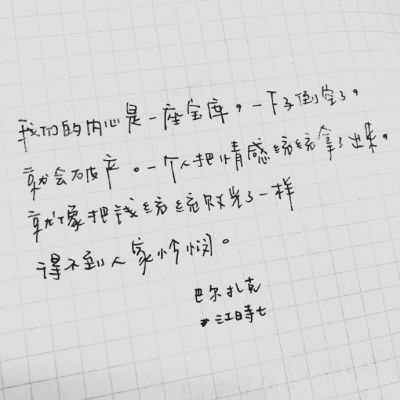 我们的内心是一座宝库，一下子倒空了，
就会破产。一个人把情感统统拿了出来，
就像把钱统统败光了一样
得不到人家怜悯。
巴尔扎克
#江日寺七